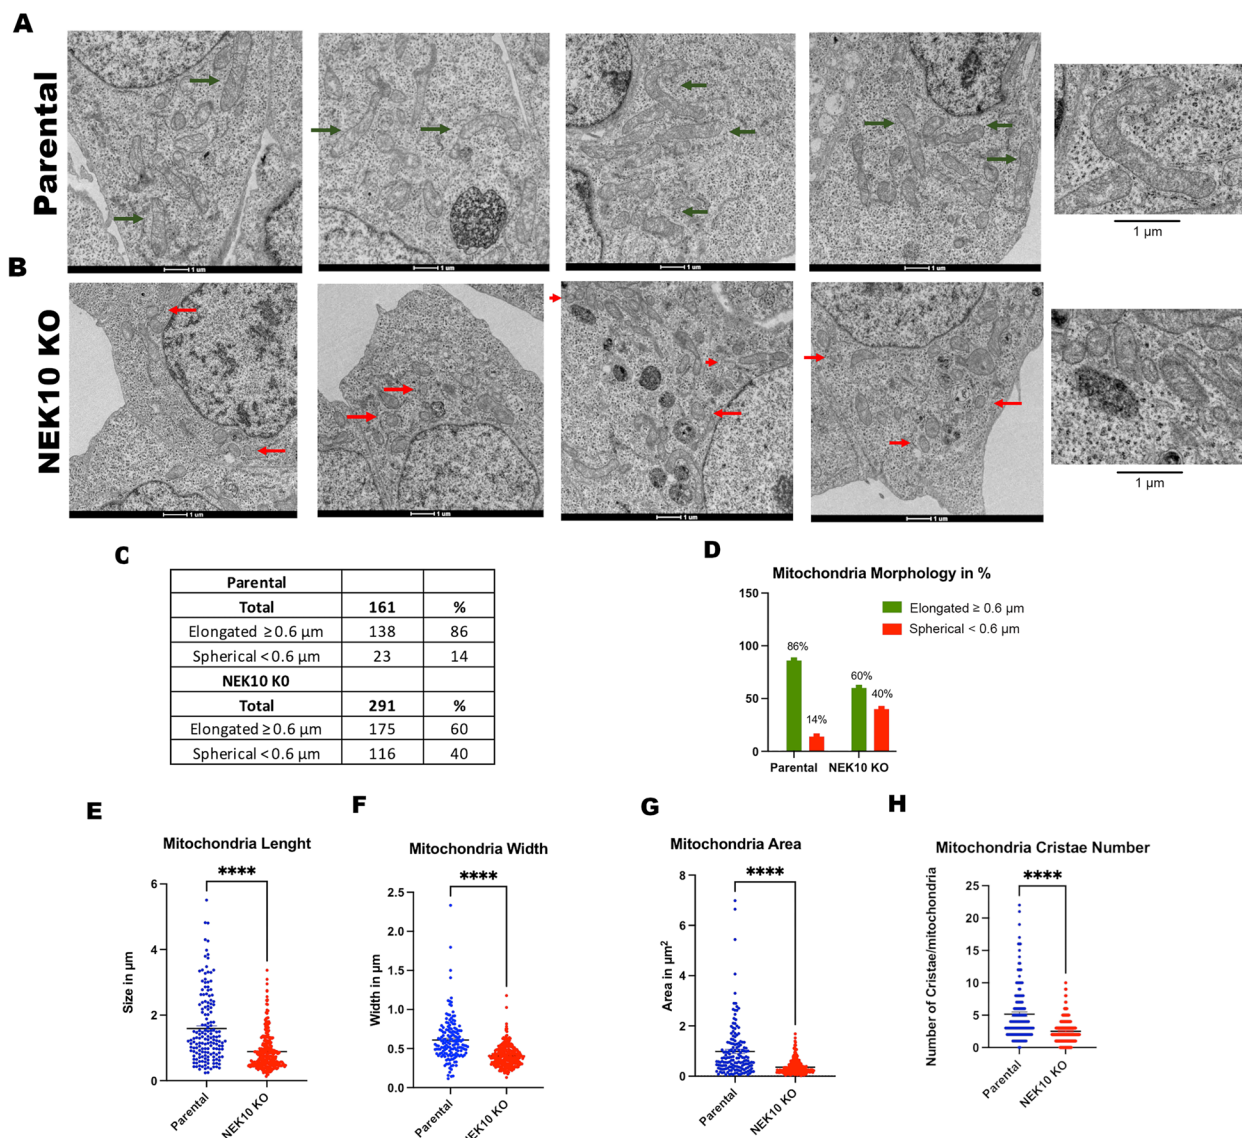 A
Parental
1 um
1 um
1 um
1 um
1 µm
B
NEK10 KO
1 um
1 um
1 um
1 um
1 µm
C
Parental
Total 161 %
Elongated ≥ 0.6 µm 138 86
Spherical < 0.6 µm 23 14
NEK10 K0
Total 291 %
Elongated ≥ 0.6 µm 175 60
Spherical < 0.6 µm 116 40
D
Mitochondria Morphology in %
150
100
50
0
Elongated ≥ 0.6 µm
Spherical < 0.6 µm
86%
14%
60%
40%
Parental
NEK10 KO
E
Mitochondria Lenght
****
Size in µm
6
4
2
0
Parental
NEK10 KO
F
Mitochondria Width
****
Width in µm
2.5
2.0
1.5
1.0
0.5
0.0
Parental
NEK10 KO
G
Mitochondria Area
****
Area in µm²
8
6
4
2
0
Parental
NEK10 KO
H
Mitochondria Cristae Number
****
Number of Cristae/mitochondria
25
20
15
10
5
0
Parental
NEK10 KO